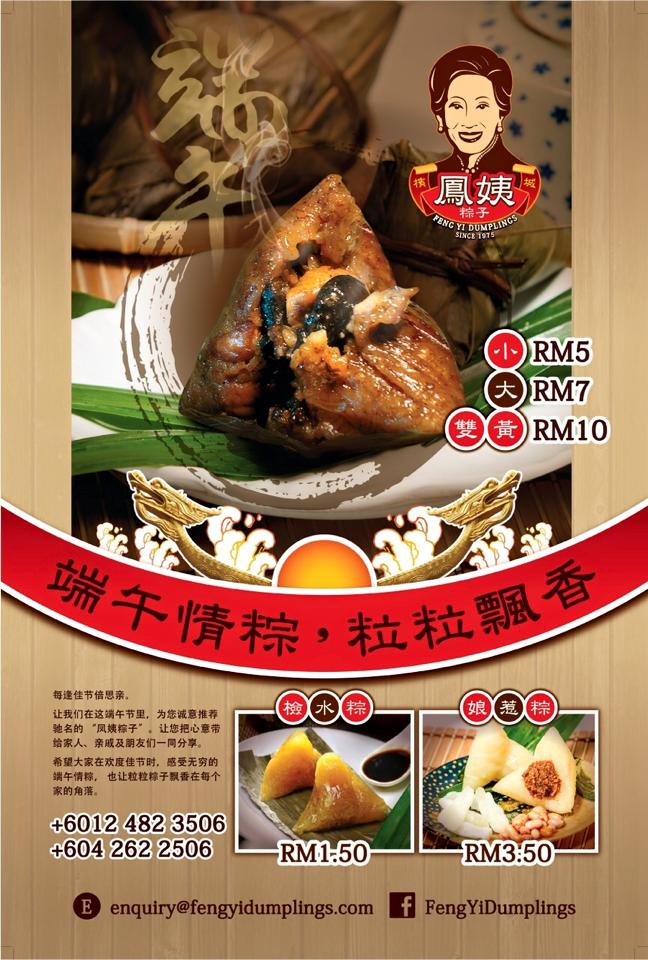 端午
檳城
鳳姨
粽子
FENG YI DUMPLINGS
SINCE 1975
小 RM5
大 RM7
雙黃 RM10
端午情粽，粒粒飄香
每逢佳节倍思亲。
让我们在这端午节里，为您诚意推荐
驰名的“凤姨粽子”。让您把心意带
给家人、亲戚及朋友们一同分享。
希望大家在欢度佳节时，感受无穷的
端午情粽，也让粒粒粽子飘香在每个
家的角落。
+6012 482 3506
+604 262 2506
檢水粽
RM1.50
娘惹粽
RM3.50
E enquiry@fengyidumplings.com
f FengYiDumplings